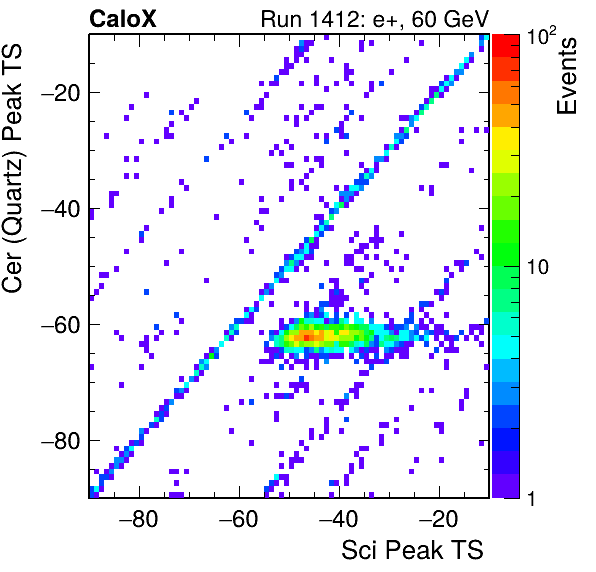 CaloX Run 1412: e+, 60 GeV
Cer (Quartz) Peak TS
−20
−40
−60
−80
−80 −60 −40 −20
Sci Peak TS
10²
10
1
Events